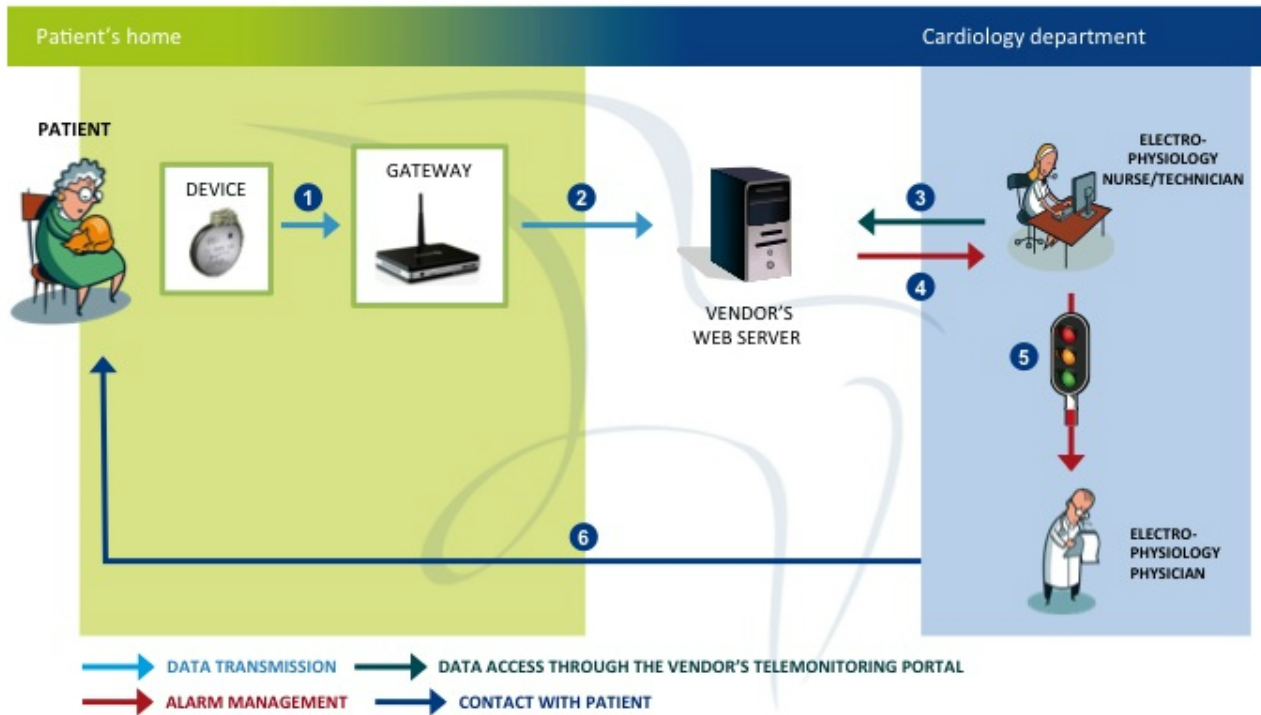 Patient's home
Cardiology department
PATIENT
DEVICE
1
GATEWAY
2
3
4
VENDOR'S
WEB SERVER
ELECTRO-
PHYSIOLOGY
NURSE/TECHNICIAN
5
ELECTRO-
PHYSIOLOGY
PHYSICIAN
6
DATA TRANSMISSION
DATA ACCESS THROUGH THE VENDOR'S TELEMONITORING PORTAL
ALARM MANAGEMENT
CONTACT WITH PATIENT